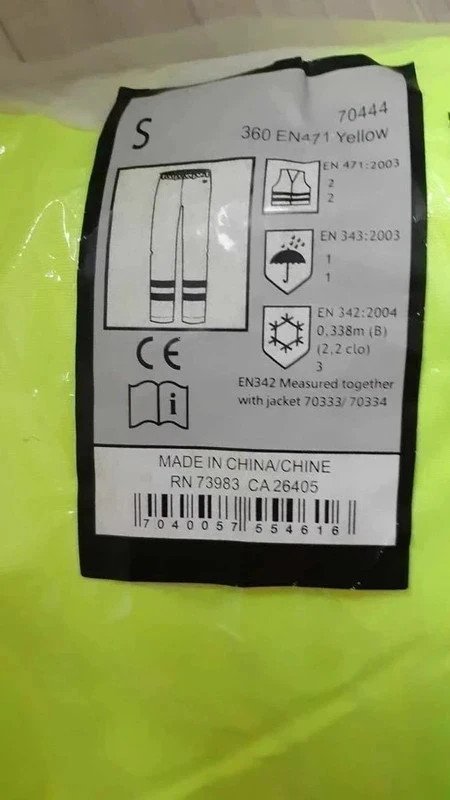 S
70444
360 EN471 Yellow
EN 471:2003
2
2
EN 343:2003
1
1
EN 342:2004
0,338m (B)
(2,2 clo)
3
CE
i
EN342 Measured together
with jacket 70333/ 70334
MADE IN CHINA/CHINE
RN 73983 CA 26405
7 040057 554616